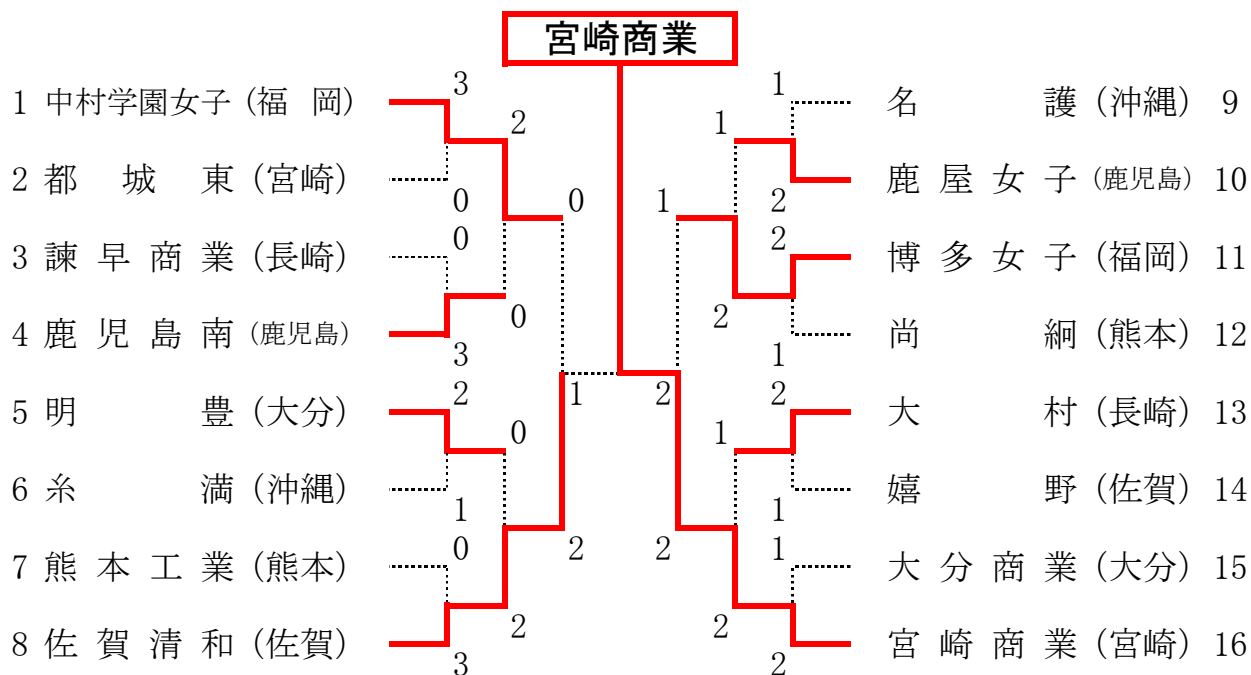 宮崎商業
3 1
1 中村学園女子 (福 岡) 名 護 (沖縄) 9
2 1
2 都 城 東 (宮崎) 鹿 屋 女 子 (鹿児島) 10
0 0 1 2
0 2
3 諫 早 商 業 (長崎) 博 多 女 子 (福岡) 11
0 2
4 鹿 児 島 南 (鹿児島) 尚 絅 (熊本) 12
3 1
2 1 2 2
5 明 豊 (大分) 大 村 (長崎) 13
0 1
6 糸 満 (沖縄) 嬉 野 (佐賀) 14
1 1
0 2 2 1
7 熊 本 工 業 (熊本) 大 分 商 業 (大分) 15
2 2
8 佐 賀 清 和 (佐賀) 宮 崎 商 業 (宮崎) 16
3 2